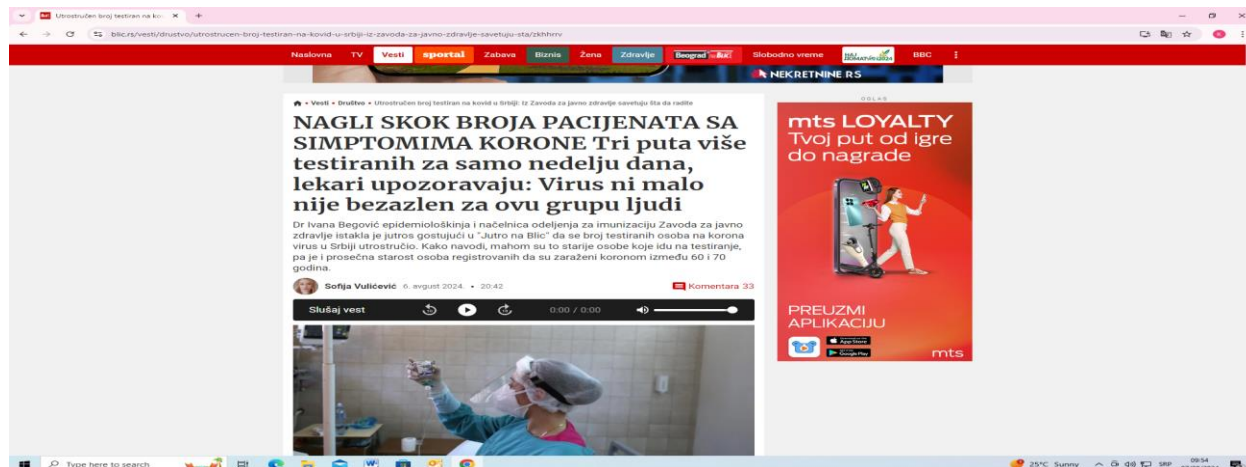 Utrostručen broj testiran na ko
blic.rs/vesti/drustvo/utrostrucen-broj-testiran-na-kovid-u-srbiji-iz-zavoda-za-javno-zdravlje-savetuju-sta/zkhhrnv
Naslovna TV Vesti sportal Zabava Biznis Žena Zdravlje Beograd Blic Slobodno vreme BBC
NEKRETNINE RS
Vesti • Društvo • Utrostručen broj testiran na kovid u Srbiji: Iz Zavoda za javno zdravlje savetuju šta da radite
NAGLI SKOK BROJA PACIJENATA SA
SIMPTOMIMA KORONE Tri puta više
testiranih za samo nedelju dana,
lekari upozoravaju: Virus ni malo
nije bezazlen za ovu grupu ljudi
Dr Ivana Begović epidemiološkinja i načelnica odeljenja za imunizaciju Zavoda za javno
zdravlje istakla je jutros gostujući u "Jutro na Blic" da se broj testiranih osoba na korona
virus u Srbiji utrostručio. Kako navodi, mahom su to starije osobe koje idu na testiranje,
pa je i prosečna starost osoba registrovanih da su zaraženi koronom između 60 i 70
godina.
Sofija Vulićević 6. avgust 2024. • 20:42
Komentara 33
Slušaj vest 0:00 / 0:00
OGLAS
mts LOYALTY
Tvoj put od igre
do nagrade
PREUZMI
APLIKACIJU
App Store
Google Play
mts
Type here to search
25°C Sunny SRP 09:54